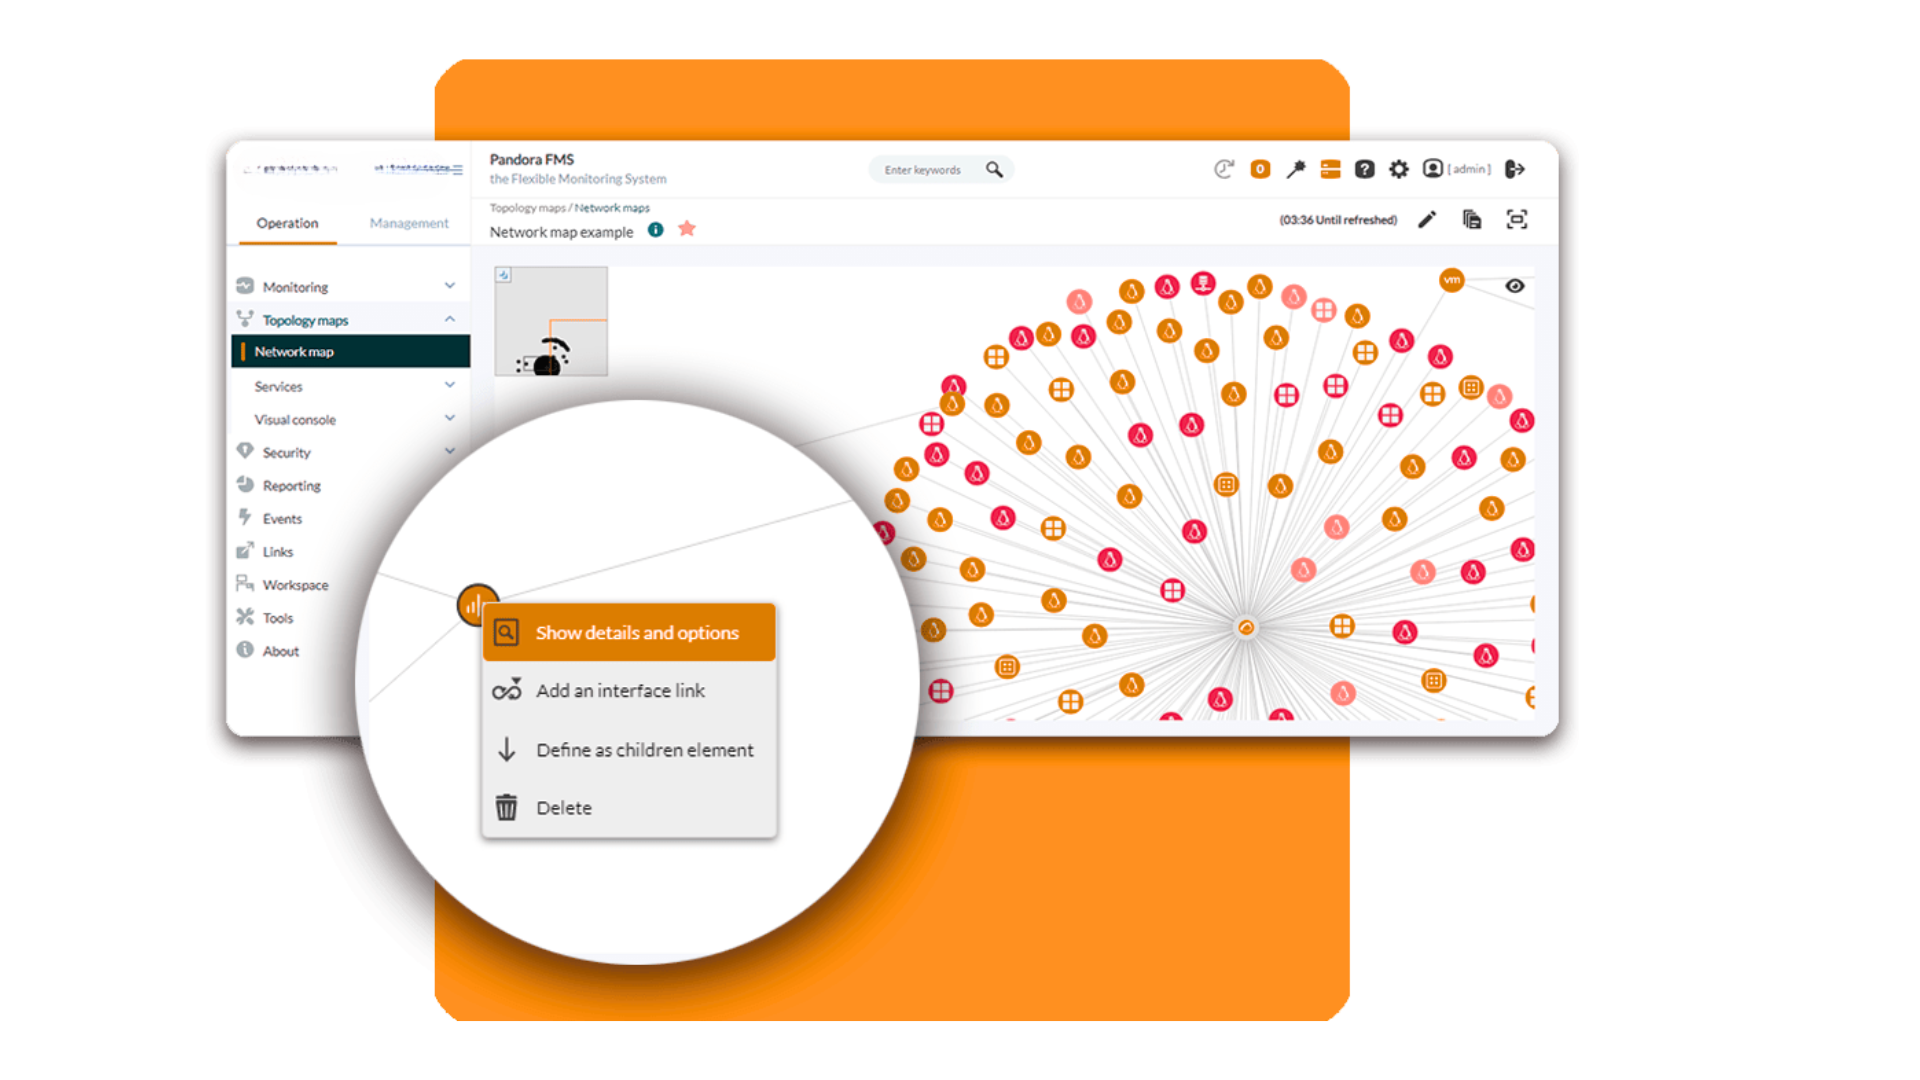 Pandora FMS
the Flexible Monitoring System
Enter keywords
0
?
[ admin ]
Operation
Management
Topology maps / Network maps
Network map example
(03:36 Until refreshed)
Monitoring
Topology maps
Network map
Services
Visual console
Security
Reporting
Events
Links
Workspace
Tools
About
vm
Show details and options
Add an interface link
Define as children element
Delete